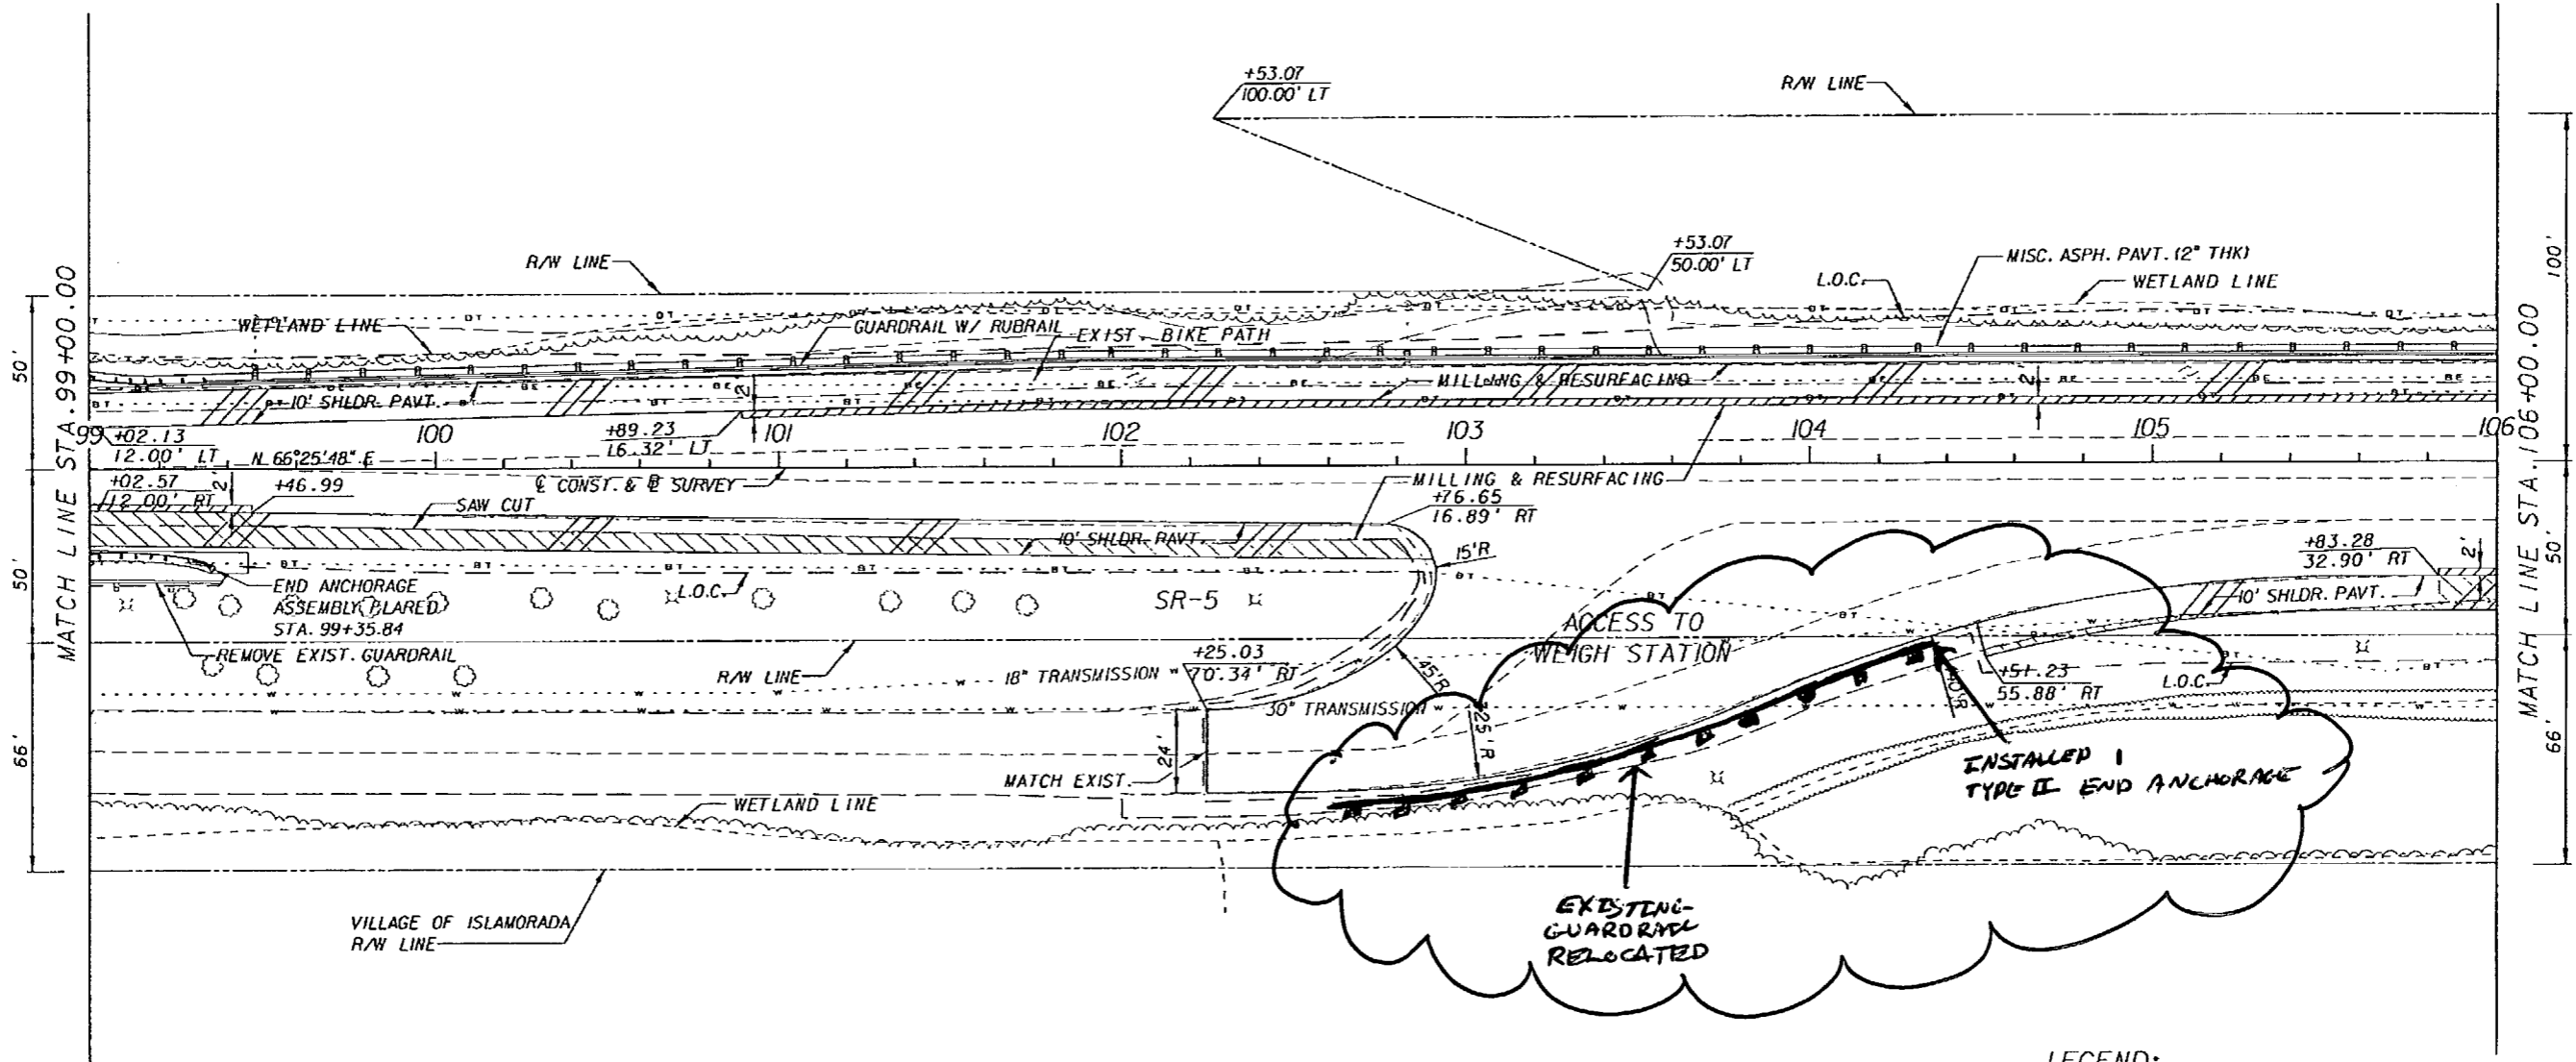 +53.07
100.00' LT
R/W LINE
R/W LINE
+53.07
50.00' LT
MISC. ASPH. PAVT. (2" THK)
L.O.C.
WETLAND LINE
100'
MATCH LINE STA. 99+00.00
50'
WETLAND LINE
GUARDRAIL W/ RUBRAIL
EXIST. BIKE PATH
MILLING & RESURFACING
10' SHLDR. PAVT.
2'
2'
99
100
101
102
103
104
105
106
+02.13
12.00' LT
+89.23
16.32' LT
N 66°25'48" E
+02.57
12.00' RT
2'
+46.99
℄ CONST. & ℄ SURVEY
SAW CUT
MILLING & RESURFACING
+76.65
16.89' RT
10' SHLDR. PAVT.
15'R
+83.28
32.90' RT
2'
50'
50'
MATCH LINE STA. 106+00.00
END ANCHORAGE
ASSEMBLY FLARED
STA. 99+35.84
L.O.C.
SR-5
ACCESS TO
WEIGH STATION
10' SHLDR. PAVT.
REMOVE EXIST. GUARDRAIL
R/W LINE
18" TRANSMISSION
+25.03
70.34' RT
45'R
+51.23
55.88' RT
L.O.C.
30" TRANSMISSION
66'
24'
MATCH EXIST.
WETLAND LINE
66'
INSTALLED 1
TYPE II END ANCHORAGE
EXISTING
GUARDRAIL
RELOCATED
VILLAGE OF ISLAMORADA
R/W LINE
LEGEND: